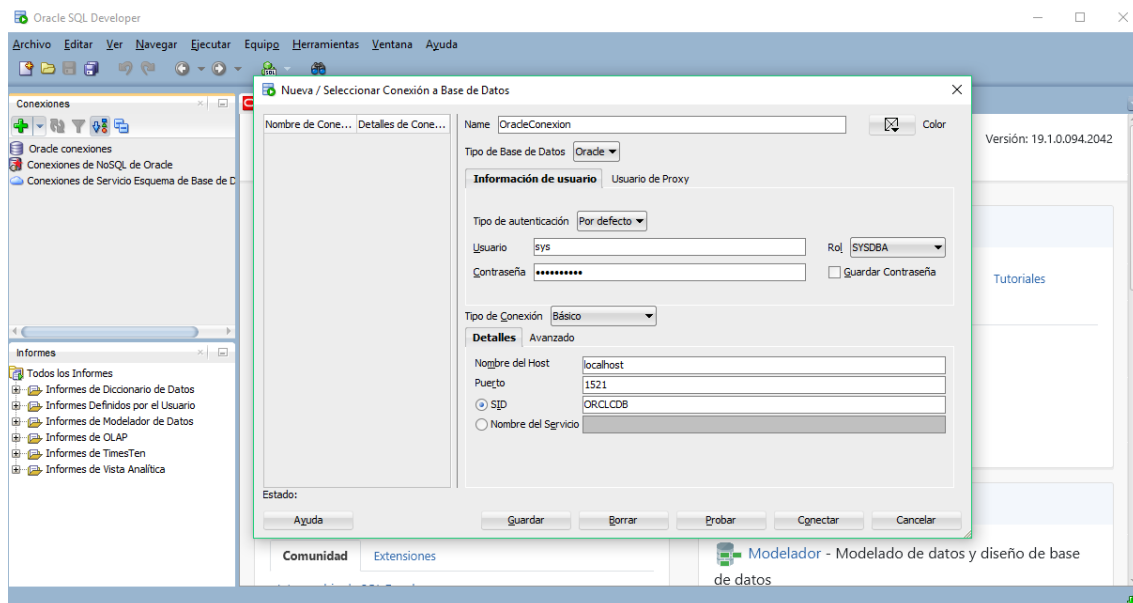 Oracle SQL Developer
Archivo Editar Ver Navegar Ejecutar Equipo Herramientas Ventana Ayuda
Conexiones
Oracle conexiones
Conexiones de NoSQL de Oracle
Conexiones de Servicio Esquema de Base de D
Informes
Todos los Informes
Informes de Diccionario de Datos
Informes Definidos por el Usuario
Informes de Modelador de Datos
Informes de OLAP
Informes de TimesTen
Informes de Vista Analítica
Nueva / Seleccionar Conexión a Base de Datos
Nombre de Cone... Detalles de Cone...
Name OracleConexion Color
Tipo de Base de Datos Oracle
Información de usuario Usuario de Proxy
Tipo de autenticación Por defecto
Usuario sys Rol SYSDBA
Contraseña •••••••••• Guardar Contraseña
Tipo de Conexión Básico
Detalles Avanzado
Nombre del Host localhost
Puerto 1521
SID ORCLCDB
Nombre del Servicio
Estado:
Ayuda Guardar Borrar Probar Conectar Cancelar
Versión: 19.1.0.094.2042
Tutoriales
Comunidad Extensiones
Modelador - Modelado de datos y diseño de base
de datos